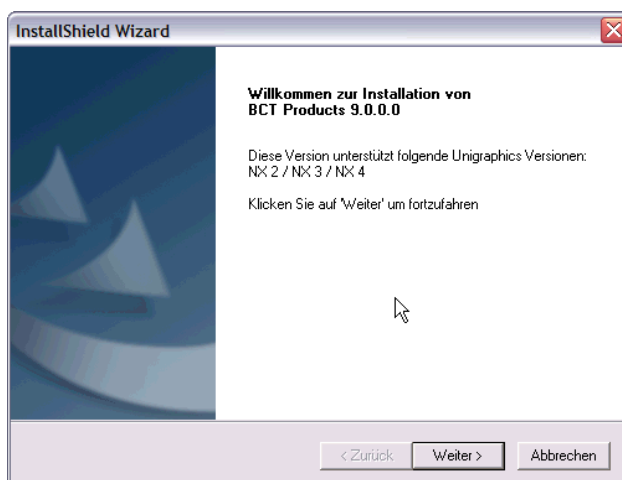 InstallShield Wizard
Willkommen zur Installation von
BCT Products 9.0.0.0
Diese Version unterstützt folgende Unigraphics Versionen:
NX 2 / NX 3 / NX 4
Klicken Sie auf 'Weiter' um fortzufahren
< Zurück
Weiter >
Abbrechen